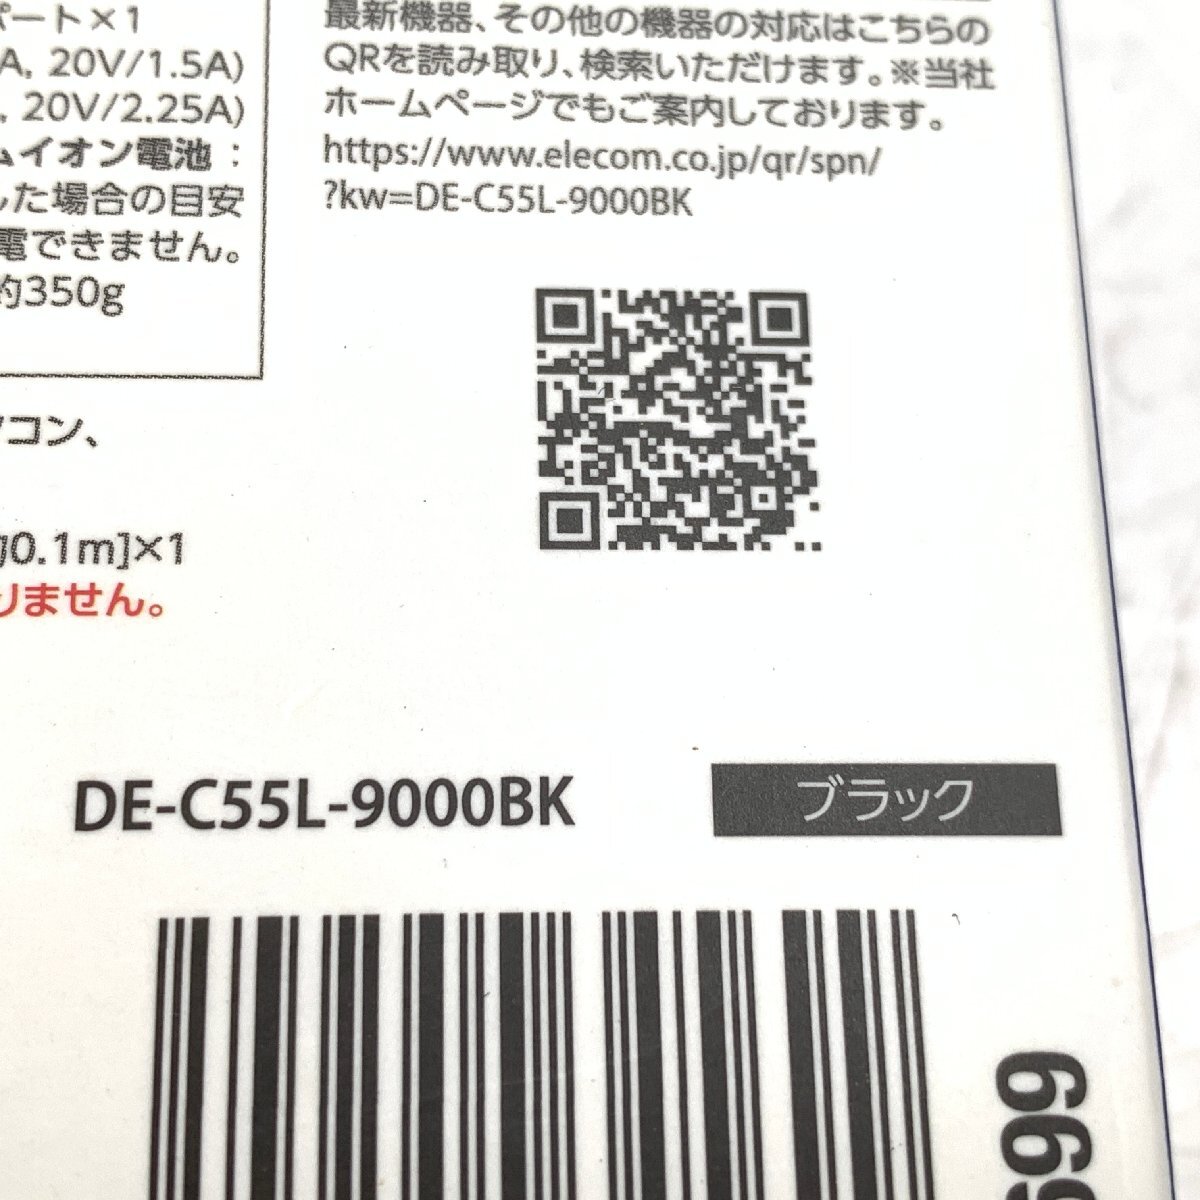 ポート×1
A, 20V/1.5A)
, 20V/2.25A)
ムイオン電池：
した場合の目安
電できません。
約350g
コン、
0.1m]×1
りません。
最新機器、その他の機器の対応はこちらの
QRを読み取り、検索いただけます。※当社
ホームページでもご案内しております。
https://www.elecom.co.jp/qr/spn/
?kw=DE-C55L-9000BK
DE-C55L-9000BK
ブラック
669